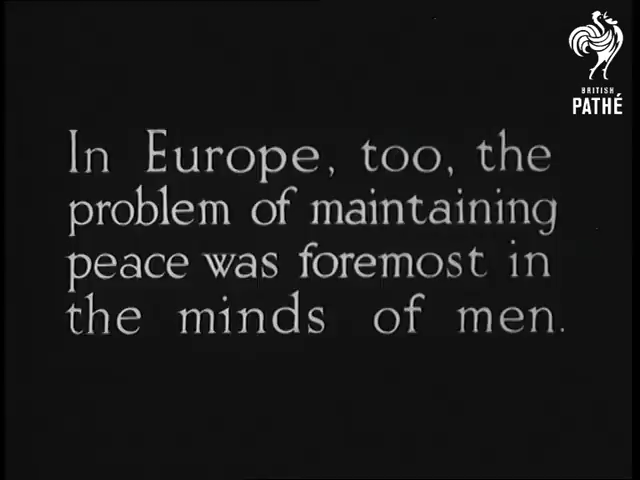 BRITISH
PATHÉ
In Europe, too, the
problem of maintaining
peace was foremost in
the minds of men.